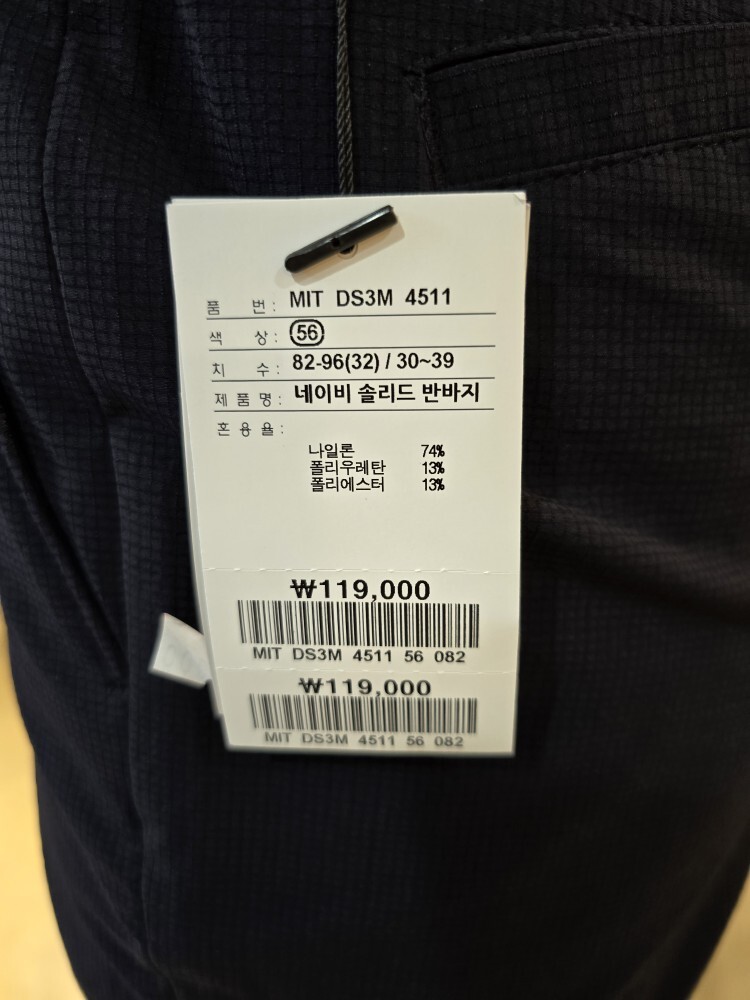 품 번 : MIT DS3M 4511
색 상 : 56
치 수 : 82-96(32) / 30~39
제 품 명 : 네이비 솔리드 반바지
혼 용 율 :
나일론 74%
폴리우레탄 13%
폴리에스터 13%
₩119,000
MIT DS3M 4511 56 082
₩119,000
MIT DS3M 4511 56 082